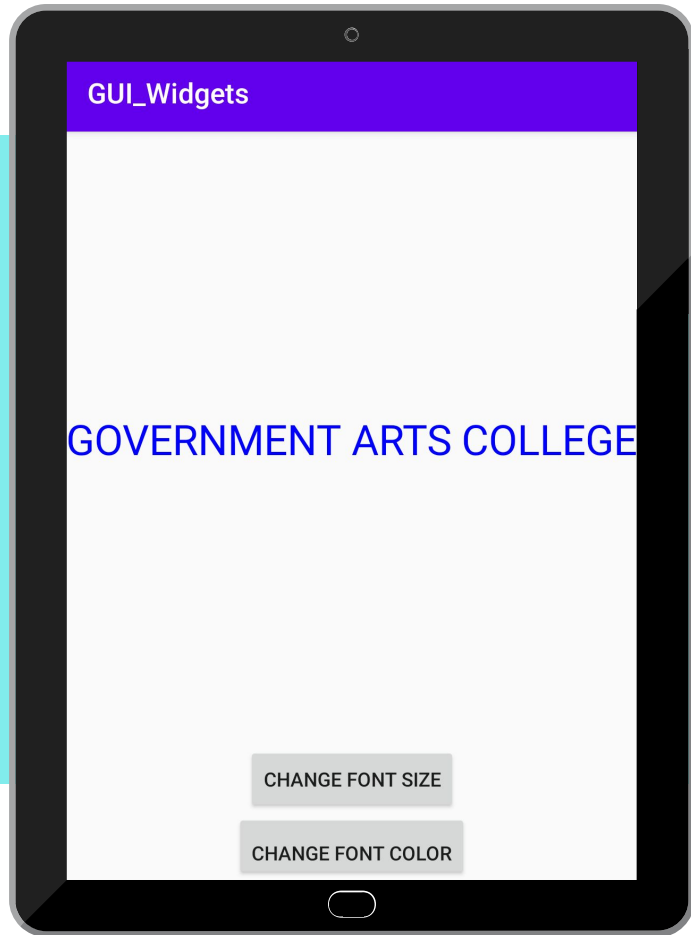 GUI_Widgets
GOVERNMENT ARTS COLLEGE
CHANGE FONT SIZE
CHANGE FONT COLOR